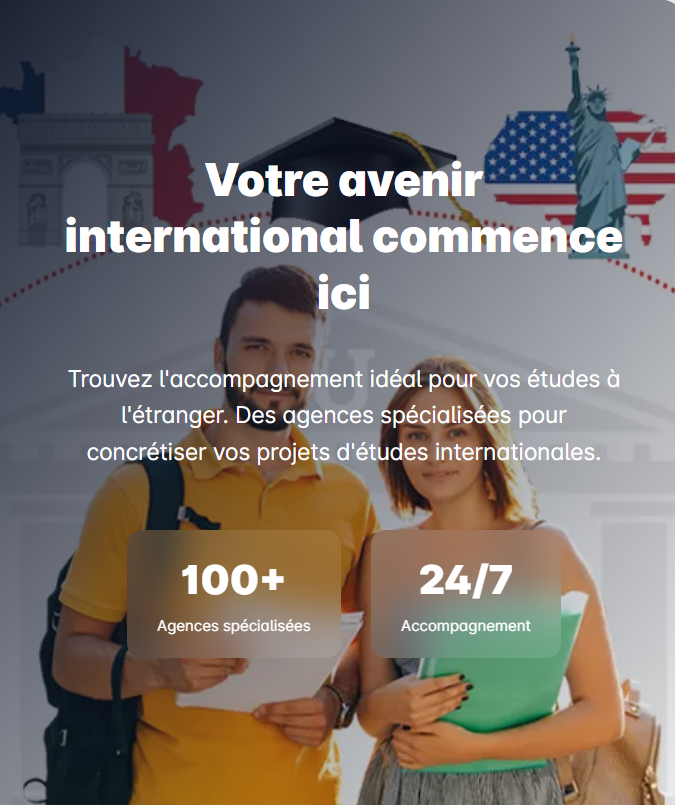 Votre avenir
international commence
ici
Trouvez l'accompagnement idéal pour vos études à
l'étranger. Des agences spécialisées pour
concrétiser vos projets d'études internationales.
100+
Agences spécialisées
24/7
Accompagnement